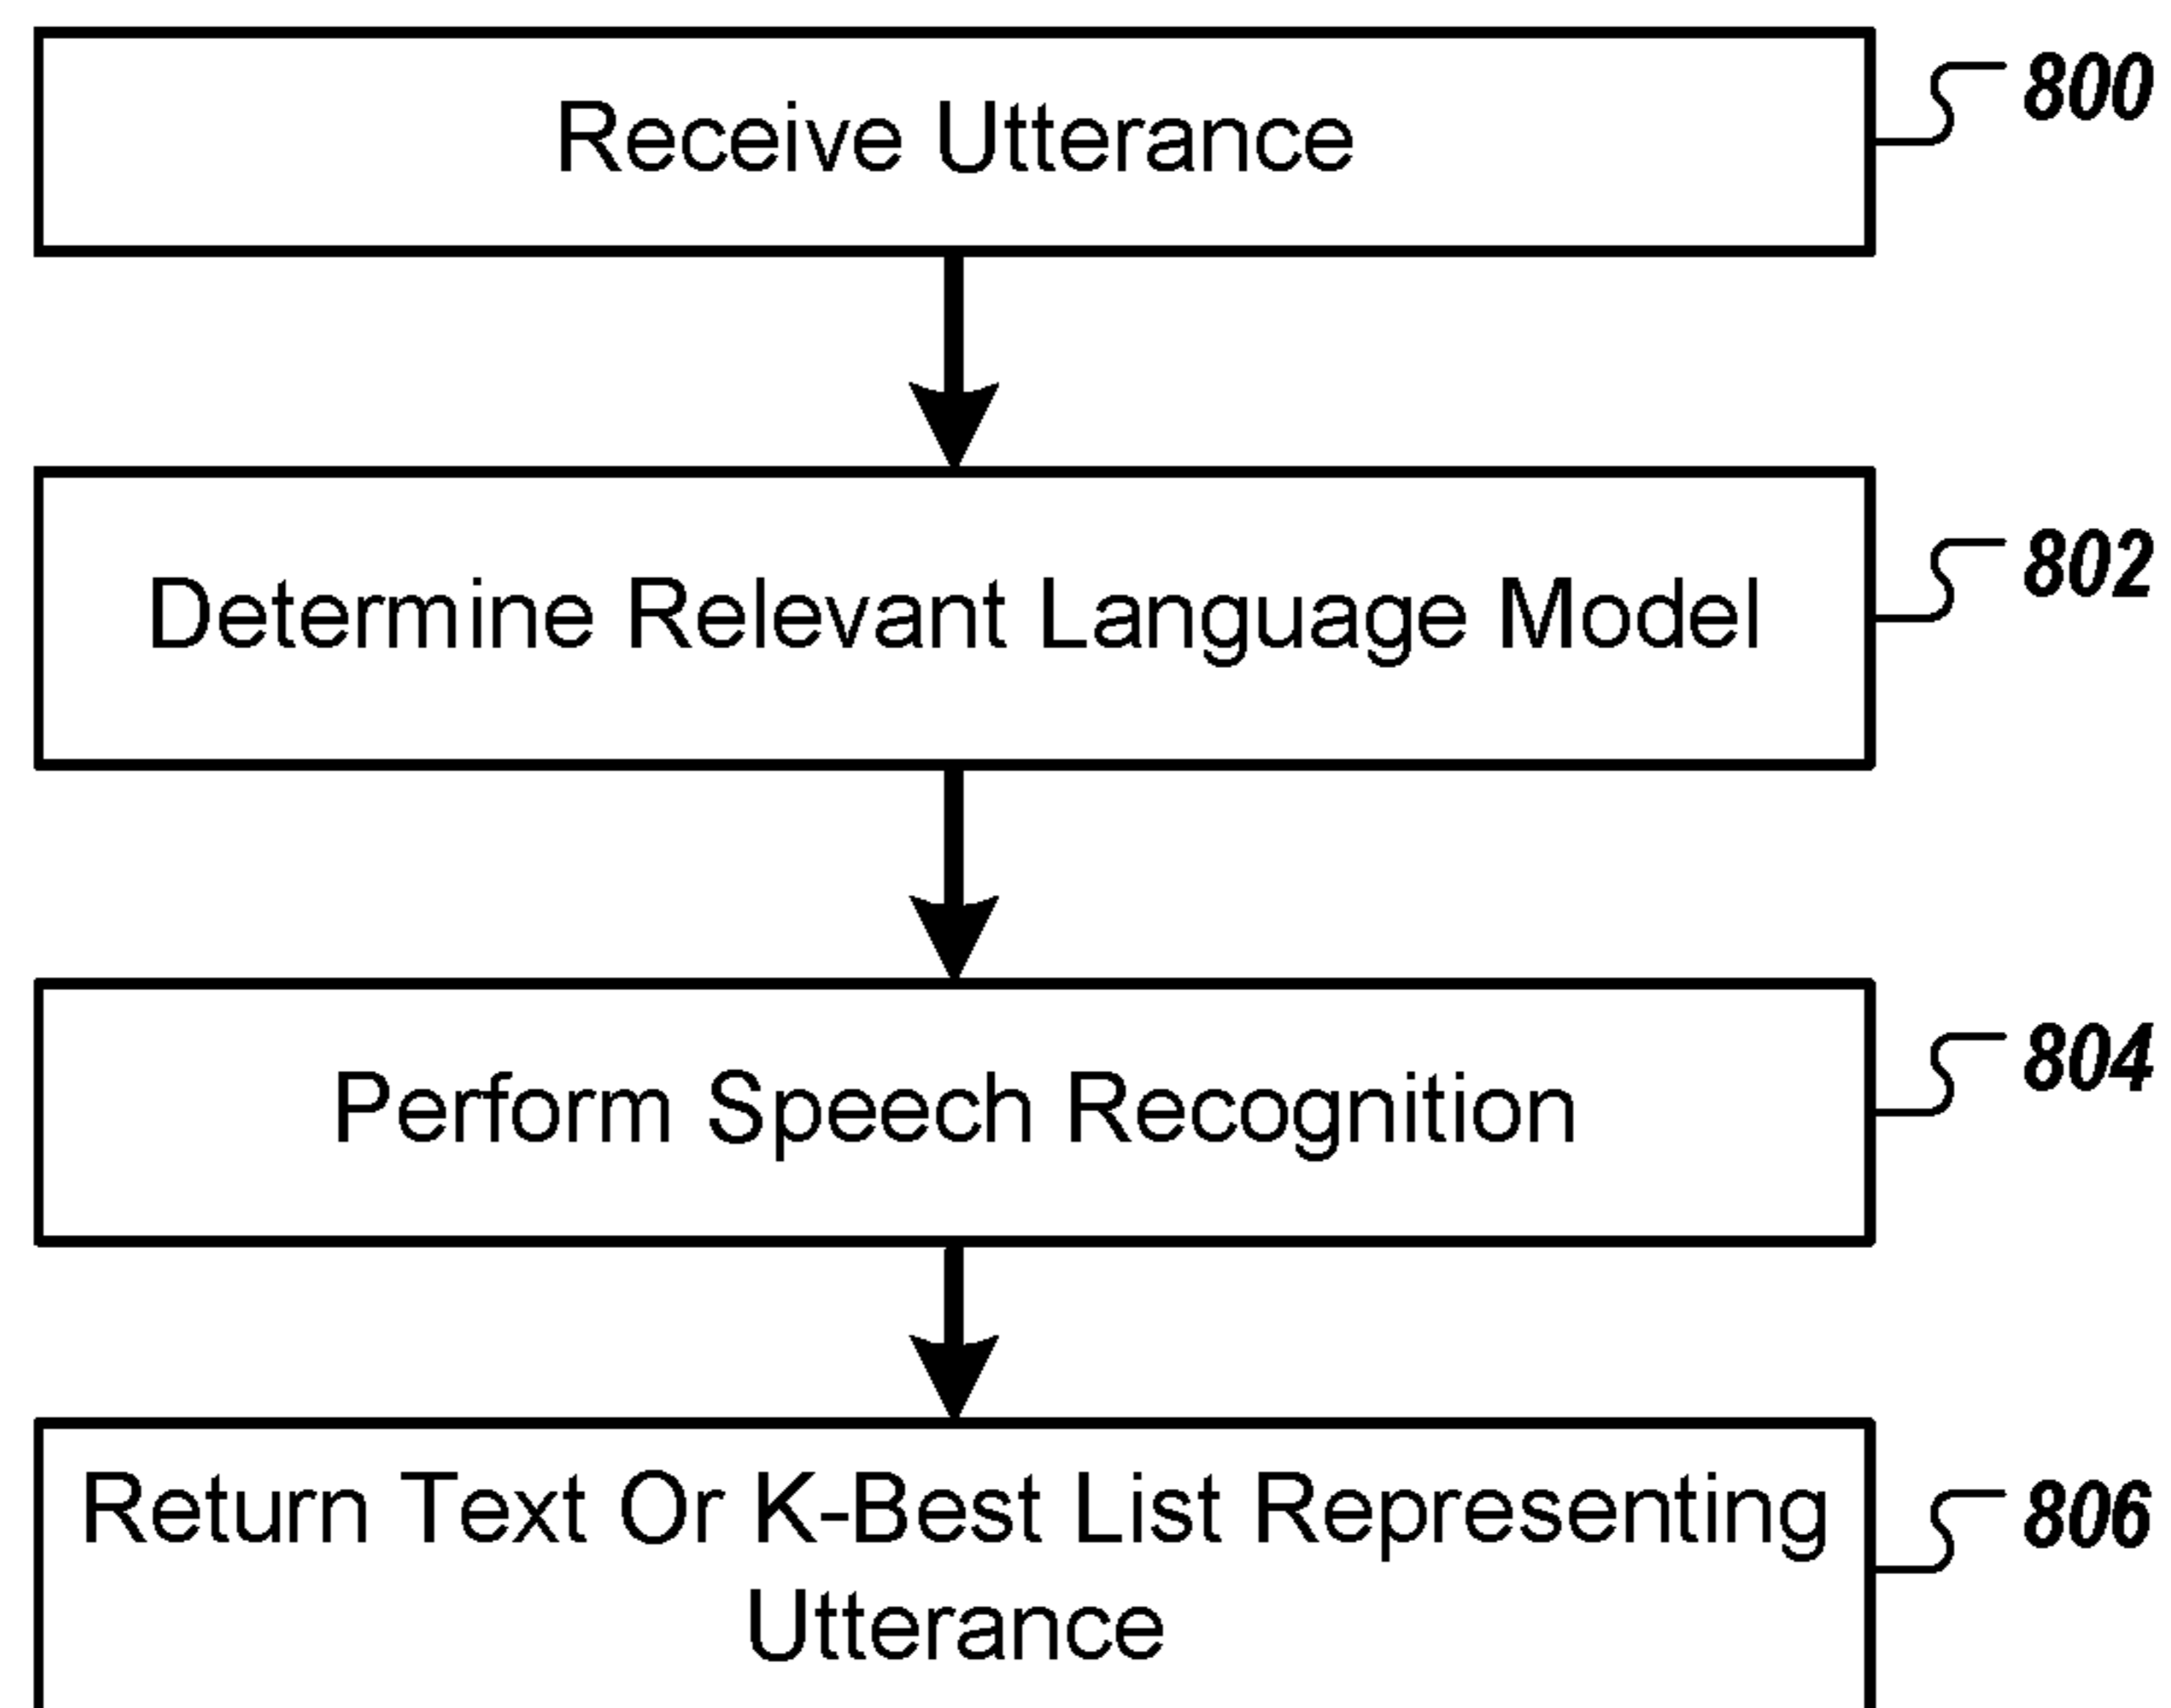 Receive Utterance
800
Determine Relevant Language Model
802
Perform Speech Recognition
804
Return Text Or K-Best List Representing
Utterance
806